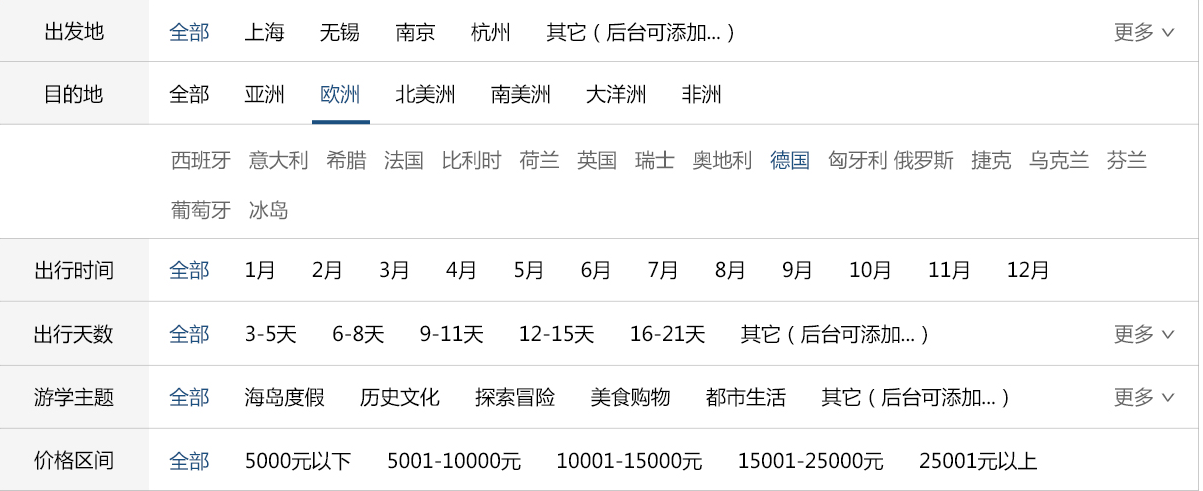 出发地 全部 上海 无锡 南京 杭州 其它（后台可添加...） 更多
目的地 全部 亚洲 欧洲 北美洲 南美洲 大洋洲 非洲
西班牙 意大利 希腊 法国 比利时 荷兰 英国 瑞士 奥地利 德国 匈牙利 俄罗斯 捷克 乌克兰 芬兰
葡萄牙 冰岛
出行时间 全部 1月 2月 3月 4月 5月 6月 7月 8月 9月 10月 11月 12月
出行天数 全部 3-5天 6-8天 9-11天 12-15天 16-21天 其它（后台可添加...） 更多
游学主题 全部 海岛度假 历史文化 探索冒险 美食购物 都市生活 其它（后台可添加...） 更多
价格区间 全部 5000元以下 5001-10000元 10001-15000元 15001-25000元 25001元以上